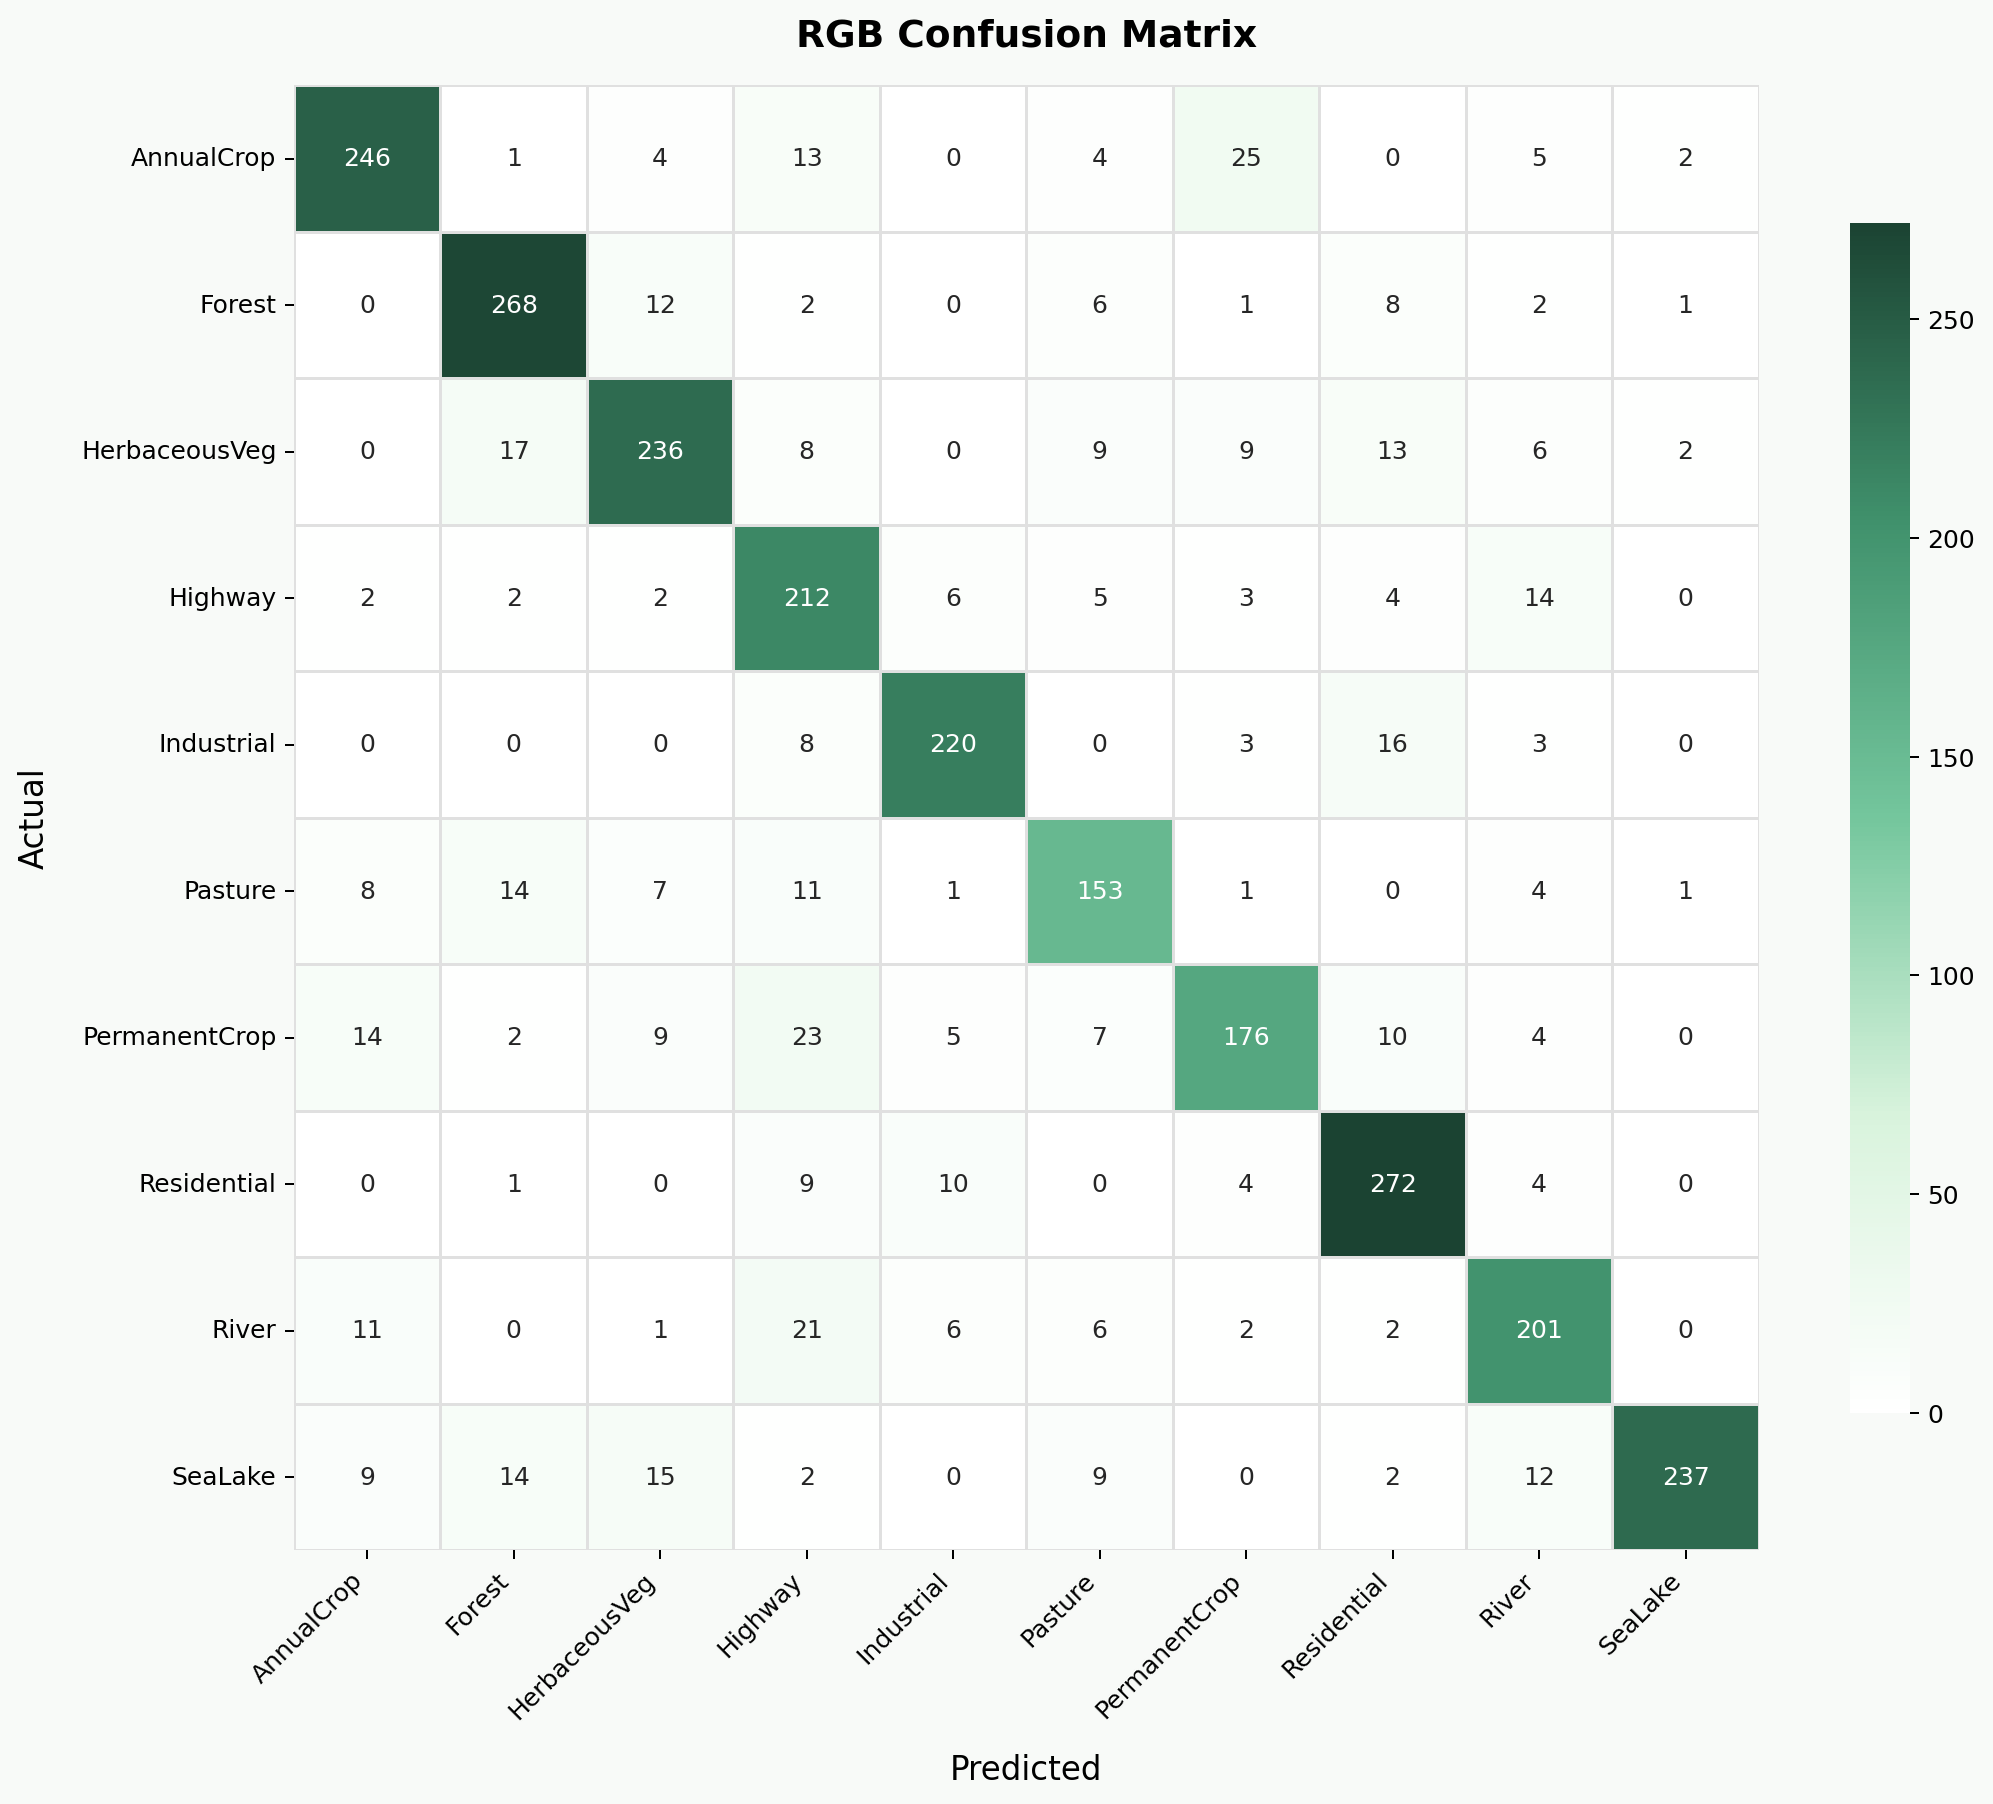 RGB Confusion Matrix
AnnualCrop 246 1 4 13 0 4 25 0 5 2
Forest 0 268 12 2 0 6 1 8 2 1
HerbaceousVeg 0 17 236 8 0 9 9 13 6 2
Highway 2 2 2 212 6 5 3 4 14 0
Industrial 0 0 0 8 220 0 3 16 3 0
Pasture 8 14 7 11 1 153 1 0 4 1
PermanentCrop 14 2 9 23 5 7 176 10 4 0
Residential 0 1 0 9 10 0 4 272 4 0
River 11 0 1 21 6 6 2 2 201 0
SeaLake 9 14 15 2 0 9 0 2 12 237
Actual
AnnualCrop Forest HerbaceousVeg Highway Industrial Pasture PermanentCrop Residential River SeaLake
Predicted
250
200
150
100
50
0